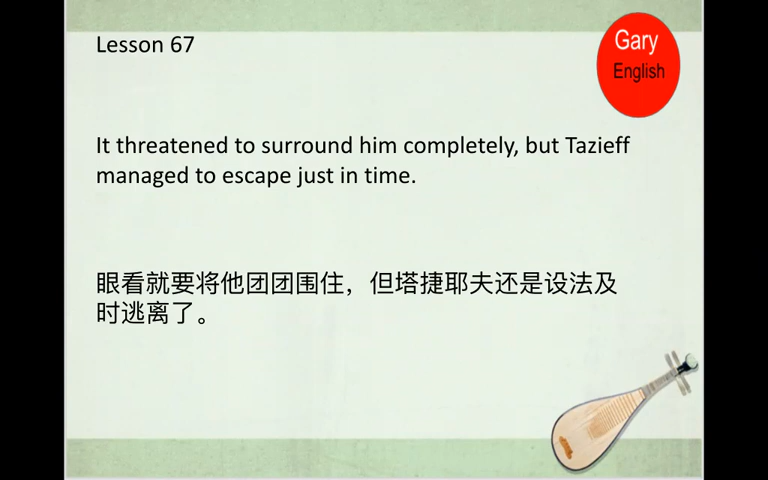 Lesson 67
Gary
English
It threatened to surround him completely, but Tazieff
managed to escape just in time.
眼看就要将他团团围住，但塔捷耶夫还是设法及
时逃离了。